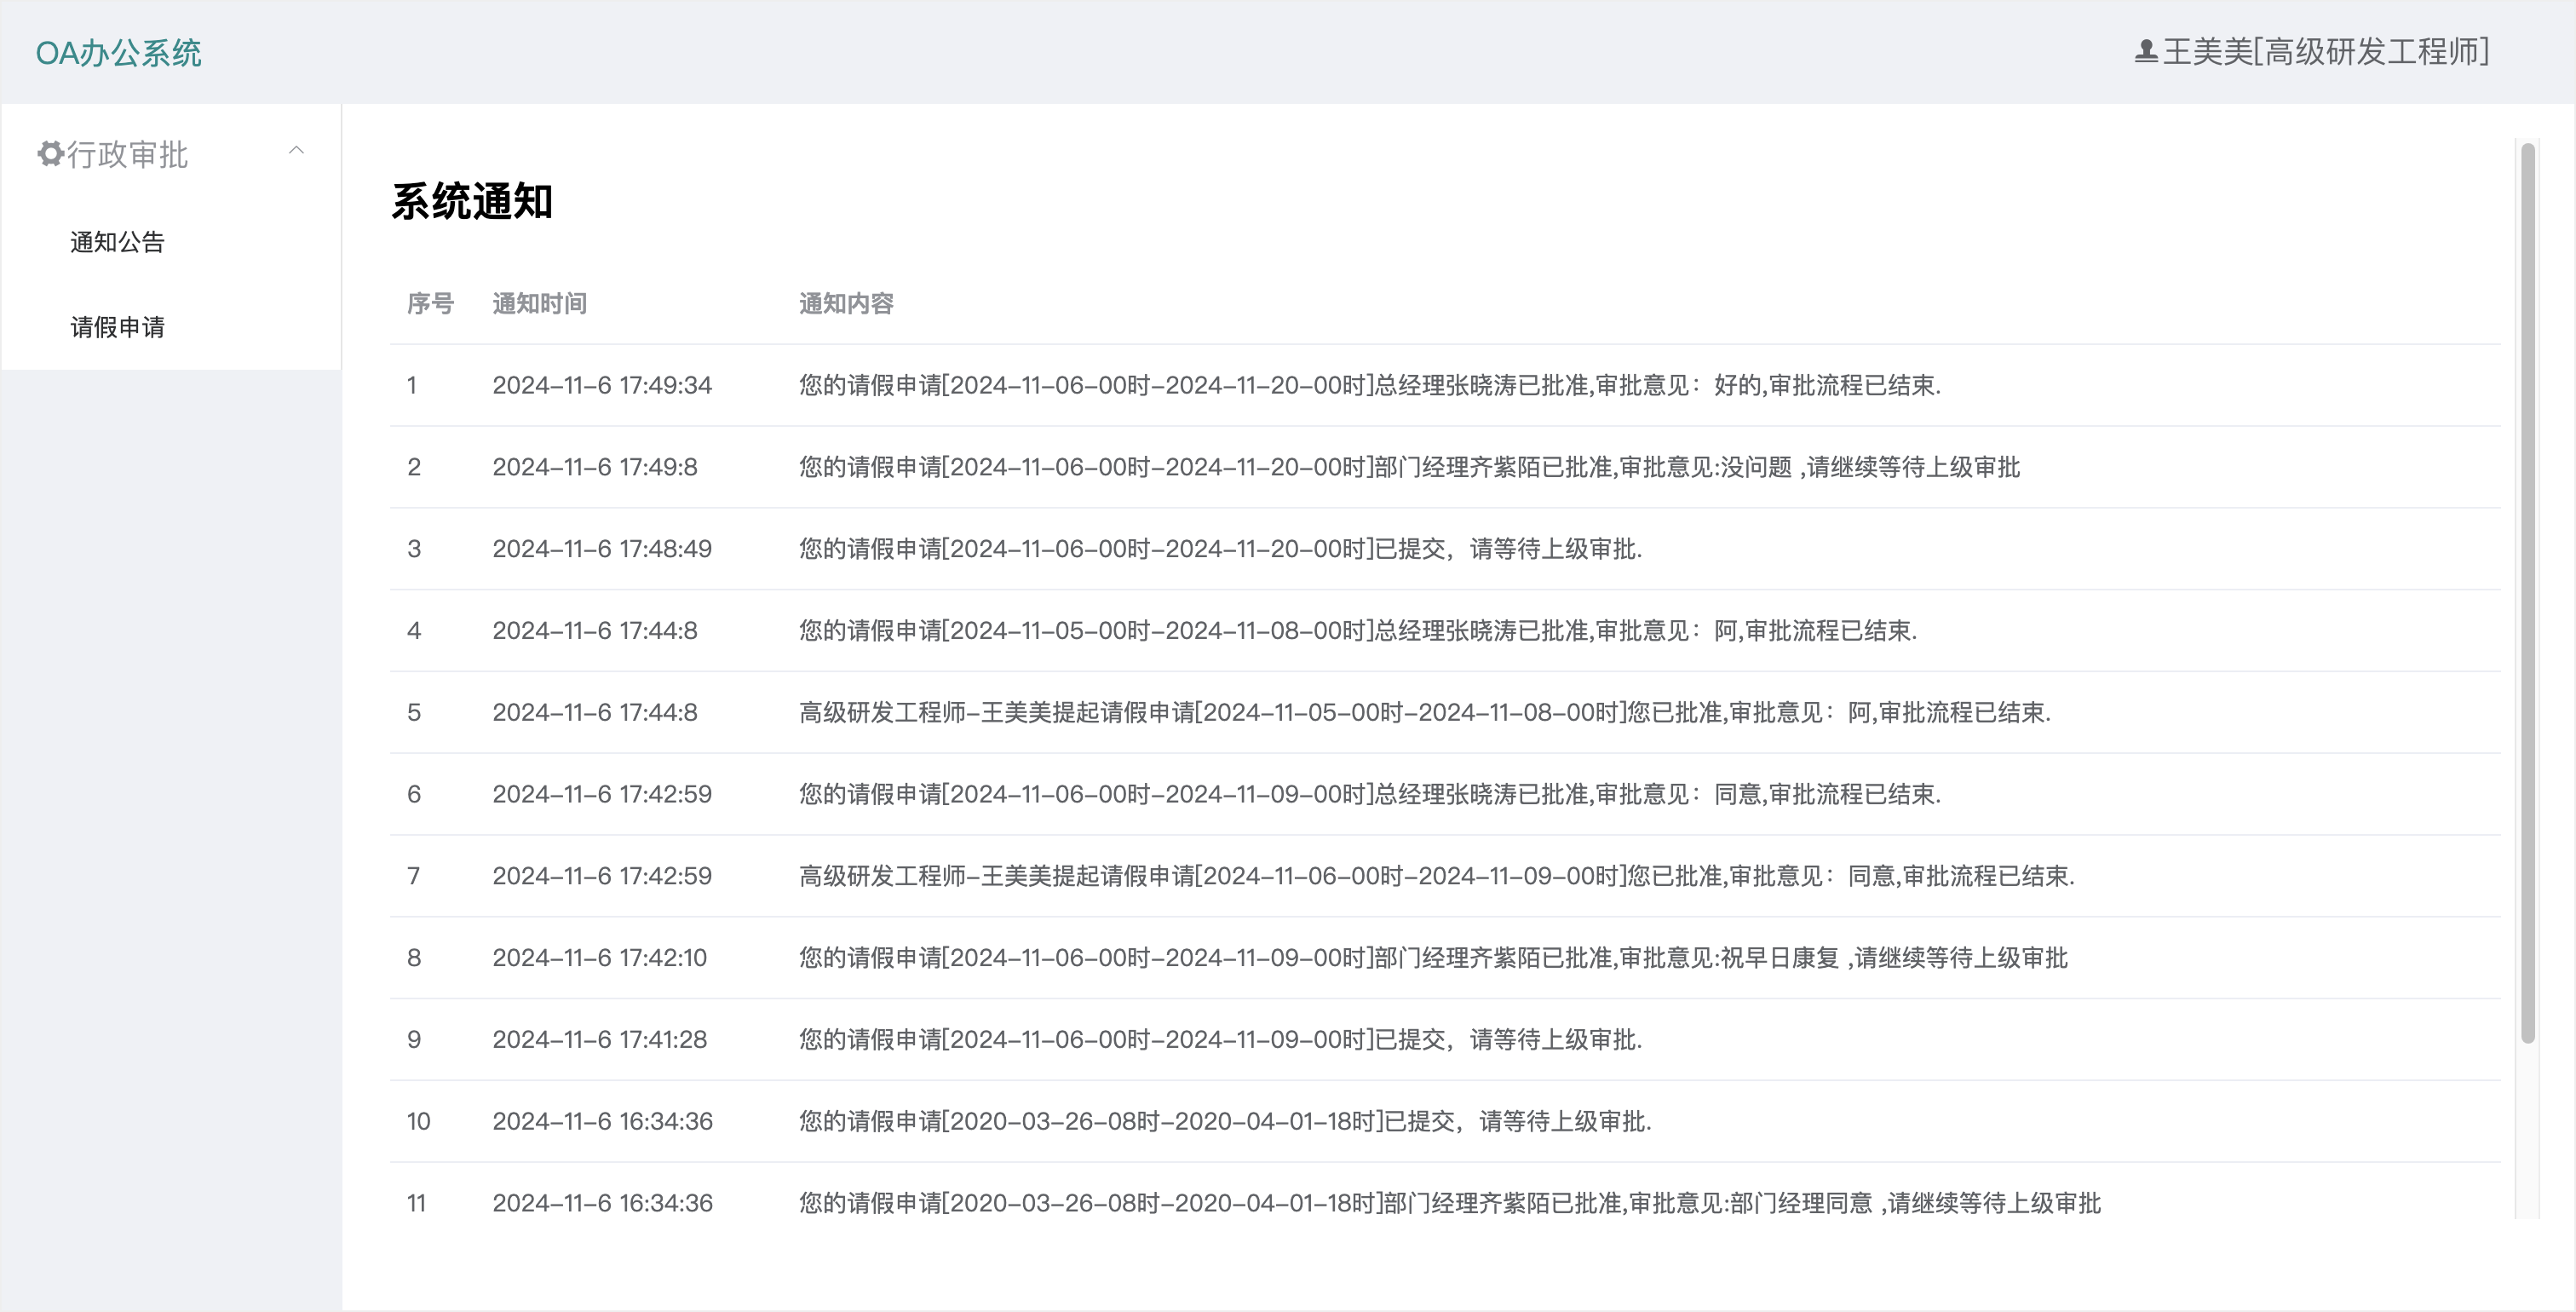 OA办公系统
王美美[高级研发工程师]
行政审批
通知公告
请假申请
系统通知
序号 通知时间 通知内容
1 2024-11-6 17:49:34 您的请假申请[2024-11-06-00时-2024-11-20-00时]总经理张晓涛已批准,审批意见：好的,审批流程已结束.
2 2024-11-6 17:49:8 您的请假申请[2024-11-06-00时-2024-11-20-00时]部门经理齐紫陌已批准,审批意见:没问题 ,请继续等待上级审批
3 2024-11-6 17:48:49 您的请假申请[2024-11-06-00时-2024-11-20-00时]已提交，请等待上级审批.
4 2024-11-6 17:44:8 您的请假申请[2024-11-05-00时-2024-11-08-00时]总经理张晓涛已批准,审批意见：阿,审批流程已结束.
5 2024-11-6 17:44:8 高级研发工程师-王美美提起请假申请[2024-11-05-00时-2024-11-08-00时]您已批准,审批意见：阿,审批流程已结束.
6 2024-11-6 17:42:59 您的请假申请[2024-11-06-00时-2024-11-09-00时]总经理张晓涛已批准,审批意见：同意,审批流程已结束.
7 2024-11-6 17:42:59 高级研发工程师-王美美提起请假申请[2024-11-06-00时-2024-11-09-00时]您已批准,审批意见：同意,审批流程已结束.
8 2024-11-6 17:42:10 您的请假申请[2024-11-06-00时-2024-11-09-00时]部门经理齐紫陌已批准,审批意见:祝早日康复 ,请继续等待上级审批
9 2024-11-6 17:41:28 您的请假申请[2024-11-06-00时-2024-11-09-00时]已提交，请等待上级审批.
10 2024-11-6 16:34:36 您的请假申请[2020-03-26-08时-2020-04-01-18时]已提交，请等待上级审批.
11 2024-11-6 16:34:36 您的请假申请[2020-03-26-08时-2020-04-01-18时]部门经理齐紫陌已批准,审批意见:部门经理同意 ,请继续等待上级审批